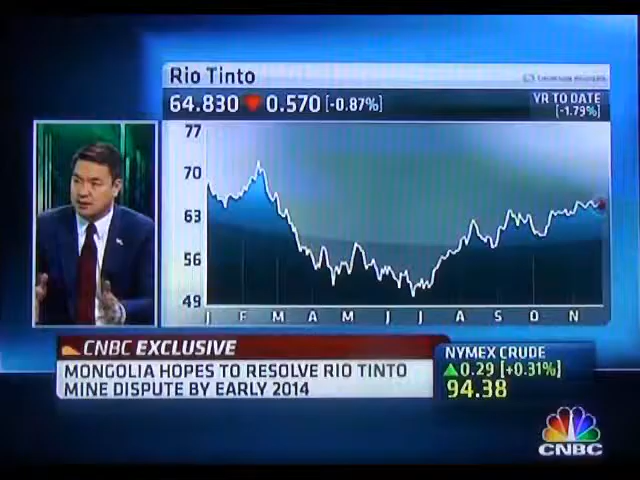 Rio Tinto
64.830 ▼ 0.570 [-0.87%]
YR TO DATE
[-1.79%]
77
70
63
56
49
J F M A M J J A S O N
CNBC EXCLUSIVE
MONGOLIA HOPES TO RESOLVE RIO TINTO
MINE DISPUTE BY EARLY 2014
NYMEX CRUDE
▲0.29 [+0.31%]
94.38
CNBC